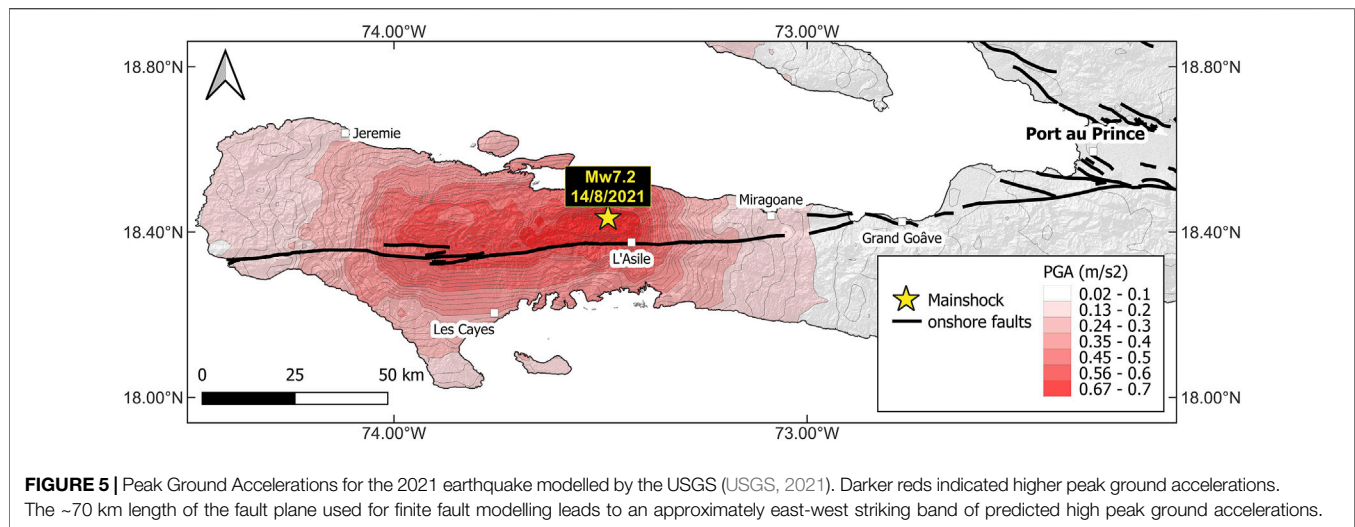 74.00°W 73.00°W
18.80°N 18.80°N
Jeremie
Port au Prince
Mw7.2
14/8/2021
Miragoane
18.40°N 18.40°N
Grand Goâve
L'Asile
PGA (m/s2)
Mainshock
onshore faults
0.02 - 0.1
0.13 - 0.2
0.24 - 0.3
0.35 - 0.4
0.45 - 0.5
0.56 - 0.6
0.67 - 0.7
Les Cayes
0 25 50 km
18.00°N 18.00°N
74.00°W 73.00°W
FIGURE 5 | Peak Ground Accelerations for the 2021 earthquake modelled by the USGS (USGS, 2021). Darker reds indicated higher peak ground accelerations.
The ~70 km length of the fault plane used for finite fault modelling leads to an approximately east-west striking band of predicted high peak ground accelerations.